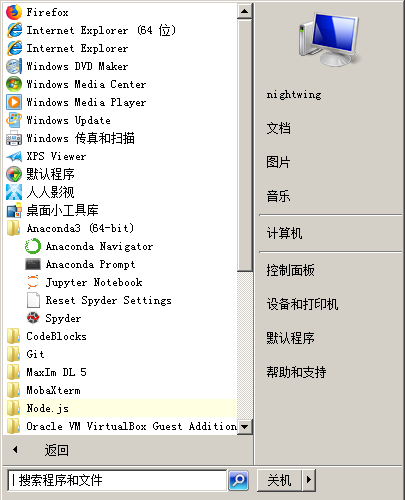 Firefox
Internet Explorer (64 位)
Internet Explorer
Windows DVD Maker
Windows Media Center
Windows Media Player
Windows Update
Windows 传真和扫描
XPS Viewer
默认程序
人人影视
桌面小工具库
Anaconda3 (64-bit)
Anaconda Navigator
Anaconda Prompt
Jupyter Notebook
Reset Spyder Settings
Spyder
CodeBlocks
Git
MaxIm DL 5
MobaXterm
Node.js
Oracle VM VirtualBox Guest Addition
返回
搜索程序和文件
nightwing
文档
图片
音乐
计算机
控制面板
设备和打印机
默认程序
帮助和支持
关机